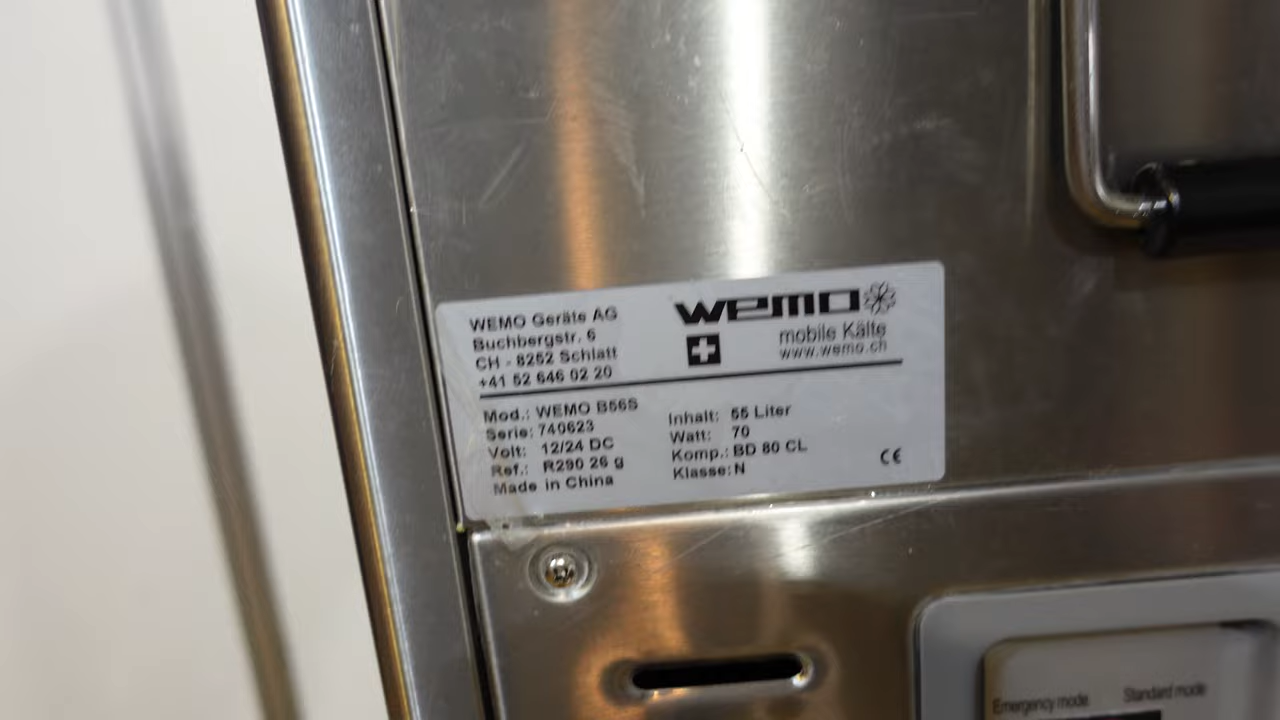 WEMO Geräte AG
Buchbergstr. 6
CH - 8252 Schlatt
+41 52 646 02 20
wemo
mobile Kälte
www.wemo.ch
Mod.: WEMO B56S
Serie: 740623
Volt: 12/24 DC
Ref.: R290 26 g
Made in China
Inhalt: 55 Liter
Watt: 70
Komp.: BD 80 CL
Klasse: N
CE
Emergency mode
Standard mode